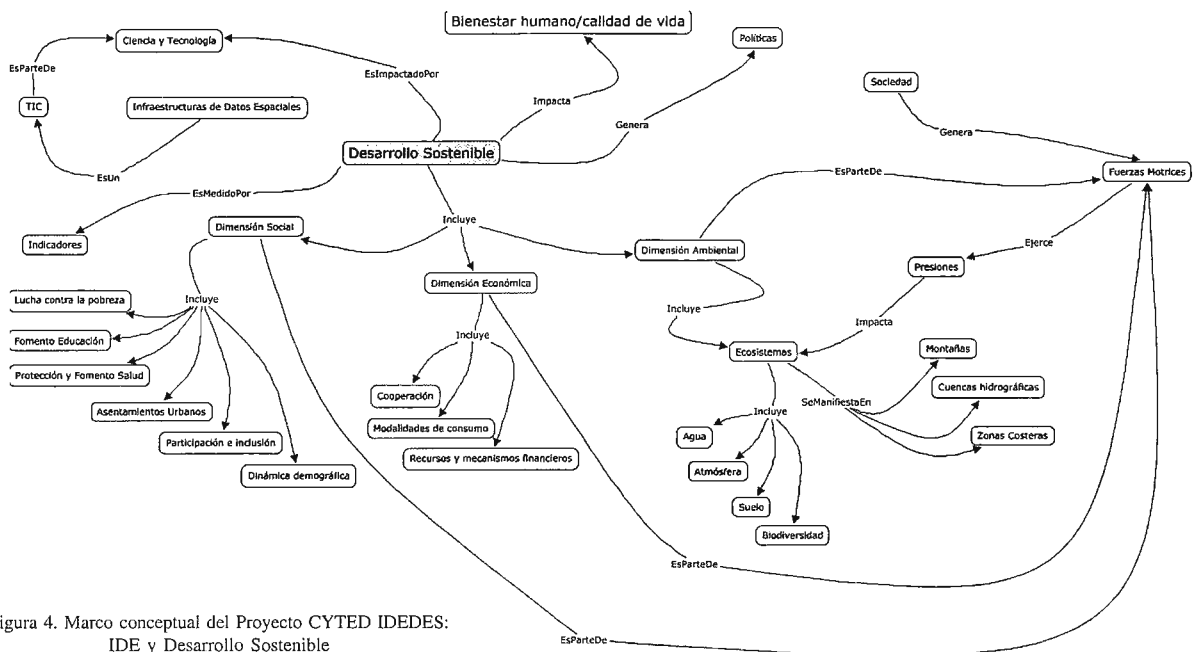 Bienestar humano/calidad de vida
Ciencia y Tecnología
Políticas
EsParteDe
EsImpactadoPor
Sociedad
TIC
Infraestructuras de Datos Espaciales
Impacta
Genera
Genera
Desarrollo Sostenible
EsUn
EsParteDe
Fuerzas Motrices
EsMedidoPor
Incluye
Dimensión Social
Indicadores
Dimensión Ambiental
Ejerce
Presiones
Dimensión Económica
Lucha contra la pobreza
Incluye
Incluye
Impacta
Fomento Educación
Incluye
Ecosistemas
Montañas
Protección y Fomento Salud
Cooperación
Cuencas hidrográficas
SeManifiestaEn
Asentamientos Urbanos
Incluye
Modalidades de consumo
Agua
Zonas Costeras
Participación e inclusión
Recursos y mecanismos financieros
Atmósfera
Dinámica demográfica
Suelo
Biodiversidad
EsParteDe
EsParteDe
igura 4. Marco conceptual del Proyecto CYTED IDEDES:
IDE y Desarrollo Sostenible